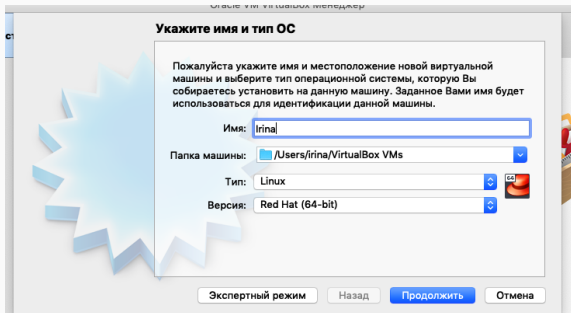 Oracle VM VirtualBox Менеджер
Укажите имя и тип ОС
Пожалуйста укажите имя и местоположение новой виртуальной
машины и выберите тип операционной системы, которую Вы
собираетесь установить на данную машину. Заданное Вами имя будет
использоваться для идентификации данной машины.
Имя: Irina
Папка машины: /Users/irina/VirtualBox VMs
Тип: Linux
64
Версия: Red Hat (64-bit)
Экспертный режим Назад Продолжить Отмена